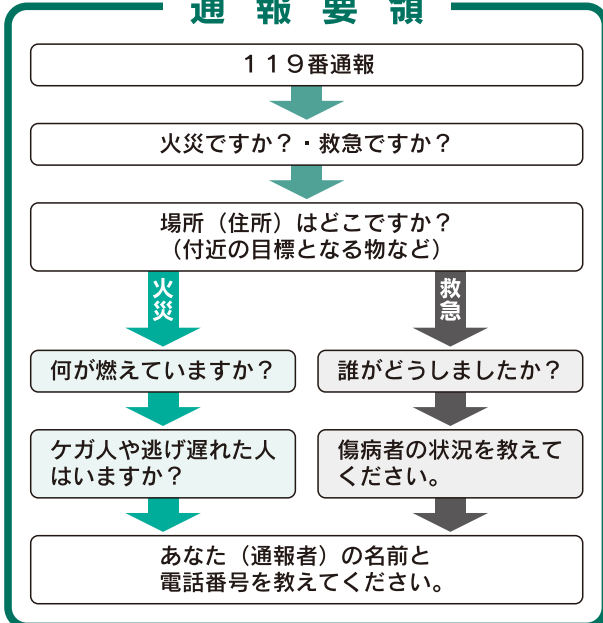 通報要領
119番通報
火災ですか？・救急ですか？
場所（住所）はどこですか？
（付近の目標となる物など）
火災
救急
何が燃えていますか？
誰がどうしましたか？
ケガ人や逃げ遅れた人
はいますか？
傷病者の状況を教えて
ください。
あなた（通報者）の名前と
電話番号を教えてください。